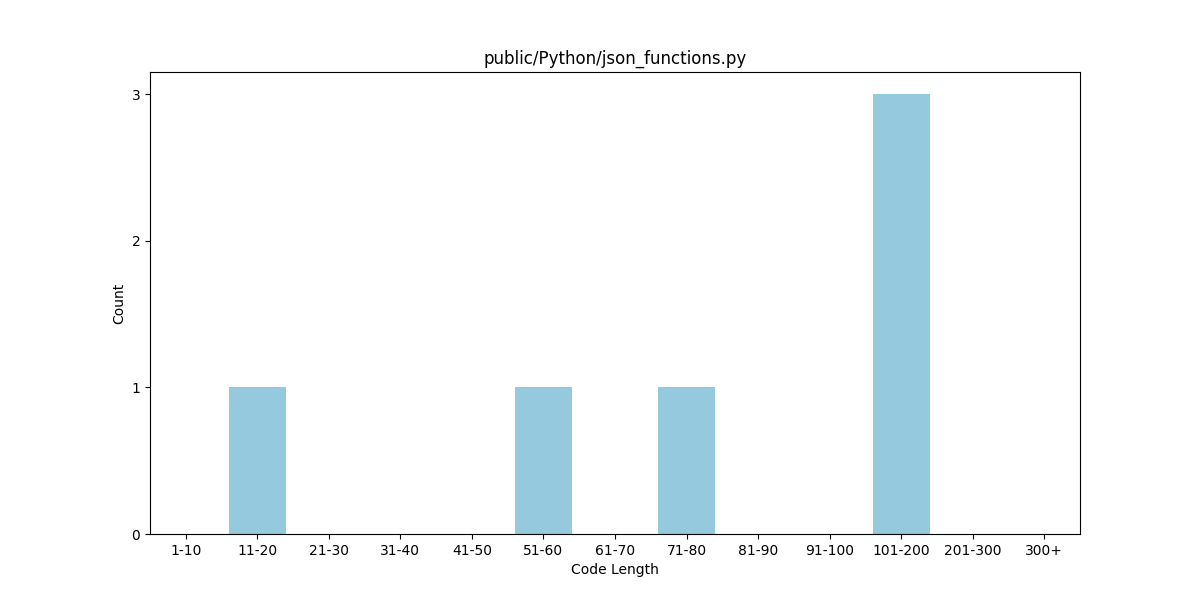 public/Python/json_functions.py
3
2
1
0
Count
1-10 11-20 21-30 31-40 41-50 51-60 61-70 71-80 81-90 91-100 101-200 201-300 300+
Code Length